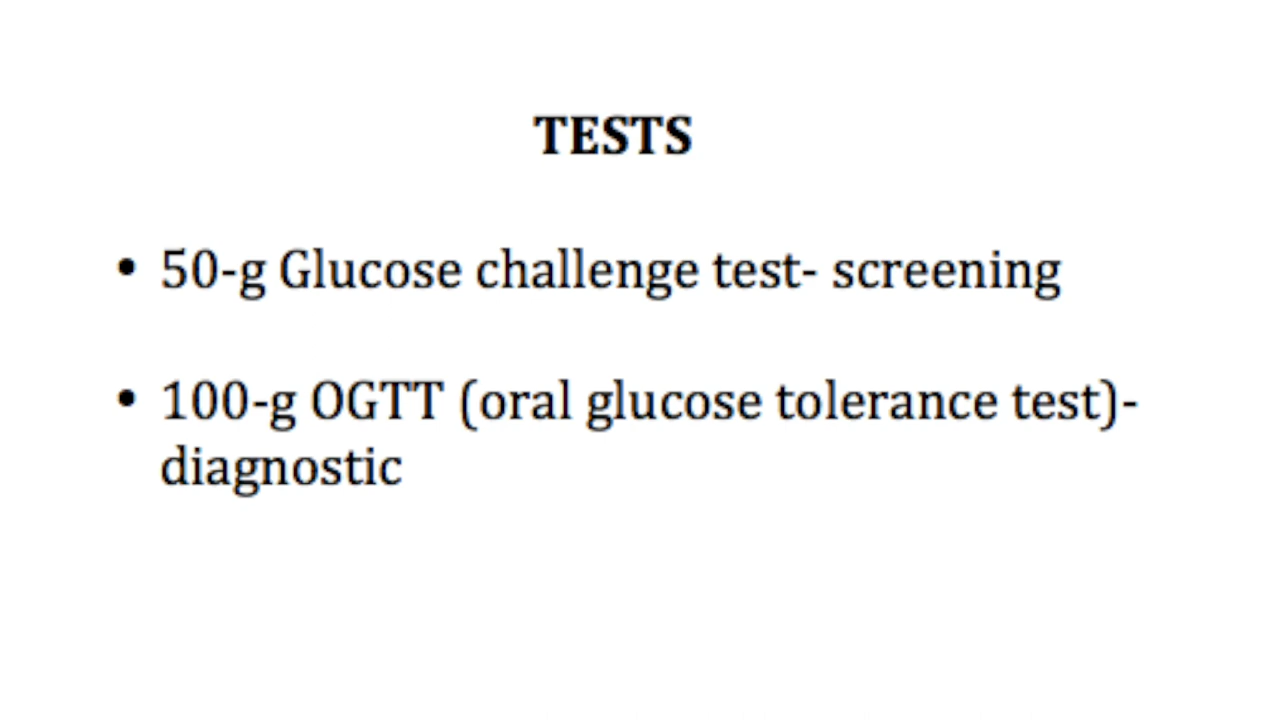 TESTS
• 50-g Glucose challenge test- screening
• 100-g OGTT (oral glucose tolerance test)-
diagnostic